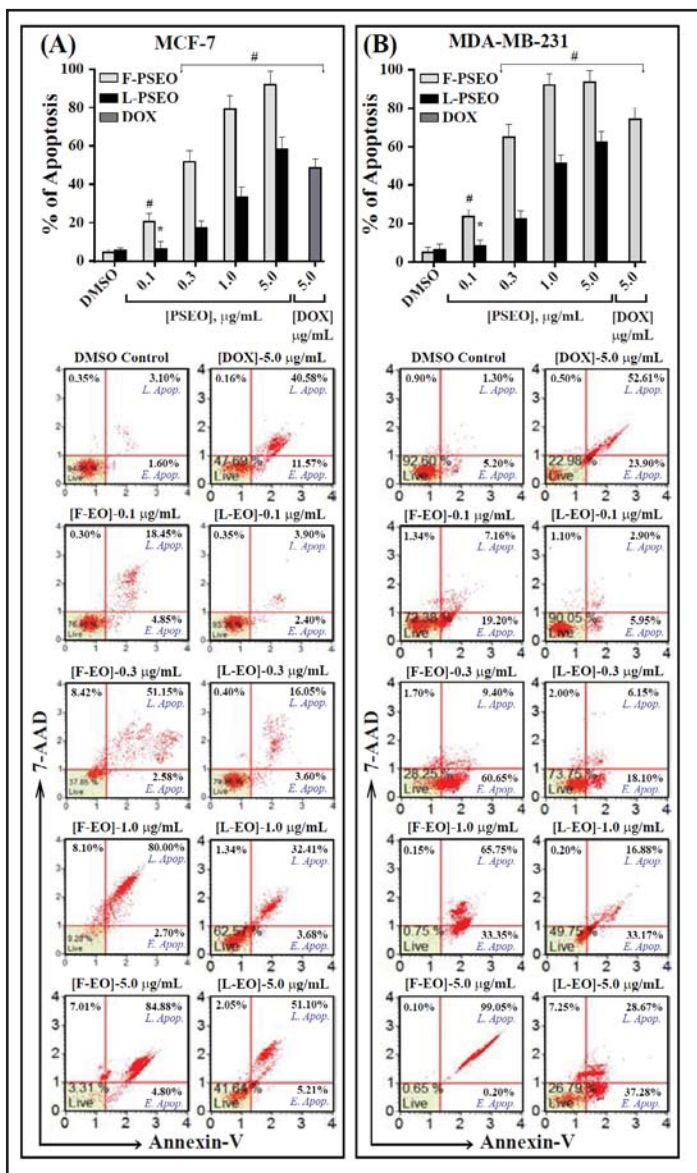 (A) MCF-7
#
F-PSEO
L-PSEO
DOX
% of Apoptosis
100
80
60
40
20
0
# *
DMSO 0.1 0.3 1.0 5.0 5.0
[PSEO], µg/mL [DOX] µg/mL
DMSO Control
0.35% 3.10%
L. Apop.
1.60%
Live E. Apop.
[DOX]-5.0 µg/mL
0.16% 40.58%
L. Apop.
47.69 % 11.57%
Live E. Apop.
[F-EO]-0.1 µg/mL
0.30% 18.45%
L. Apop.
4.85%
Live E. Apop.
[L-EO]-0.1 µg/mL
0.35% 3.90%
L. Apop.
2.40%
Live E. Apop.
[F-EO]-0.3 µg/mL
8.42% 51.15%
L. Apop.
37.85 % 2.58%
Live E. Apop.
[L-EO]-0.3 µg/mL
0.40% 16.05%
L. Apop.
3.60%
Live E. Apop.
[F-EO]-1.0 µg/mL
8.10% 80.00%
L. Apop.
2.70%
Live E. Apop.
[L-EO]-1.0 µg/mL
1.34% 32.41%
L. Apop.
62.57 % 3.68%
Live E. Apop.
[F-EO]-5.0 µg/mL
7.01% 84.88%
L. Apop.
3.31 % 4.80%
Live E. Apop.
[L-EO]-5.0 µg/mL
2.05% 51.10%
L. Apop.
41.64 % 5.21%
Live E. Apop.
7-AAD
Annexin-V
(B) MDA-MB-231
#
F-PSEO
L-PSEO
DOX
% of Apoptosis
100
80
60
40
20
0
# *
DMSO 0.1 0.3 1.0 5.0 5.0
[PSEO], µg/mL [DOX] µg/mL
DMSO Control
0.90% 1.30%
L. Apop.
92.60 % 5.20%
Live E. Apop.
[DOX]-5.0 µg/mL
0.50% 52.61%
L. Apop.
22.98 % 23.90%
Live E. Apop.
[F-EO]-0.1 µg/mL
1.34% 7.16%
L. Apop.
19.20%
Live E. Apop.
[L-EO]-0.1 µg/mL
1.10% 2.90%
L. Apop.
90.05 % 5.95%
Live E. Apop.
[F-EO]-0.3 µg/mL
1.70% 9.40%
L. Apop.
28.25 % 60.65%
Live E. Apop.
[L-EO]-0.3 µg/mL
2.00% 6.15%
L. Apop.
73.75 % 18.10%
Live E. Apop.
[F-EO]-1.0 µg/mL
0.15% 65.75%
L. Apop.
0.75 % 33.35%
Live E. Apop.
[L-EO]-1.0 µg/mL
0.20% 16.88%
L. Apop.
49.75 % 33.17%
Live E. Apop.
[F-EO]-5.0 µg/mL
0.10% 99.05%
L. Apop.
0.65 % 0.20%
Live E. Apop.
[L-EO]-5.0 µg/mL
7.25% 28.67%
L. Apop.
26.79 % 37.28%
Live E. Apop.
7-AAD
Annexin-V